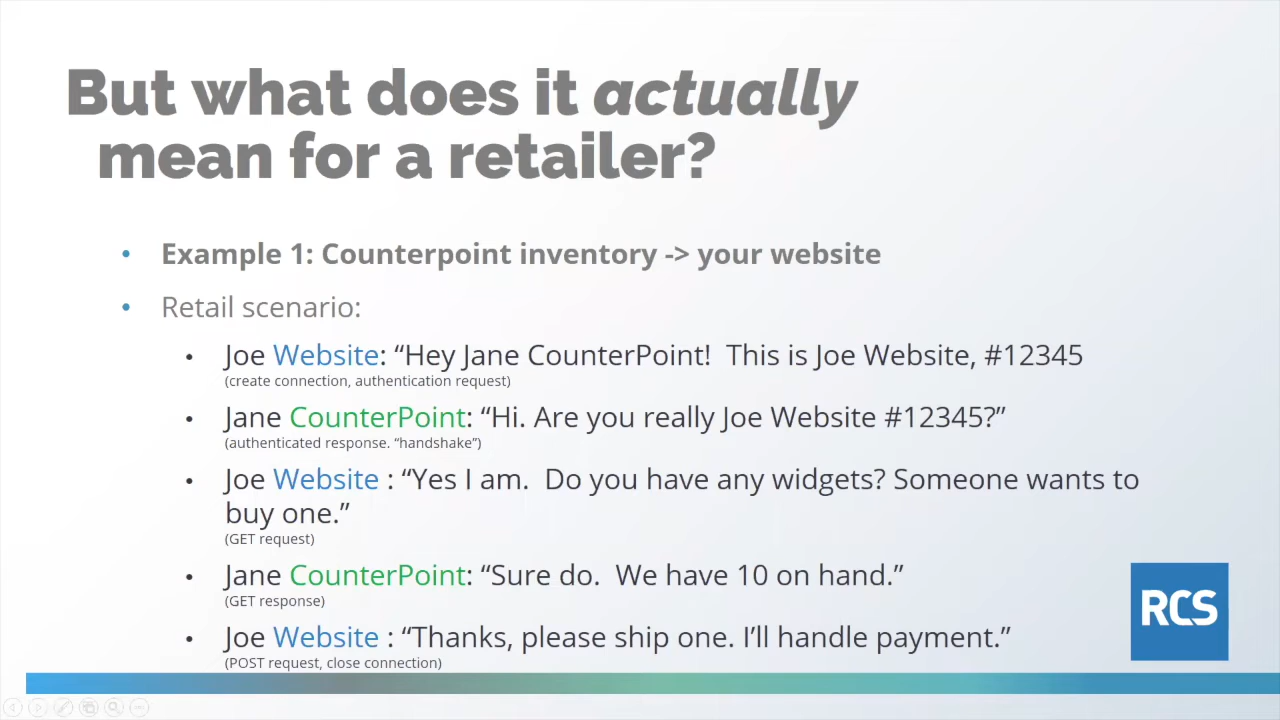 But what does it actually
mean for a retailer?
• Example 1: Counterpoint inventory -> your website
• Retail scenario:
• Joe Website: “Hey Jane CounterPoint!  This is Joe Website, #12345
(create connection, authentication request)
• Jane CounterPoint: “Hi. Are you really Joe Website #12345?”
(authenticated response. “handshake”)
• Joe Website : “Yes I am.  Do you have any widgets? Someone wants to
buy one.”
(GET request)
• Jane CounterPoint: “Sure do.  We have 10 on hand.”
(GET response)
• Joe Website : “Thanks, please ship one. I’ll handle payment.”
(POST request, close connection)
RCS